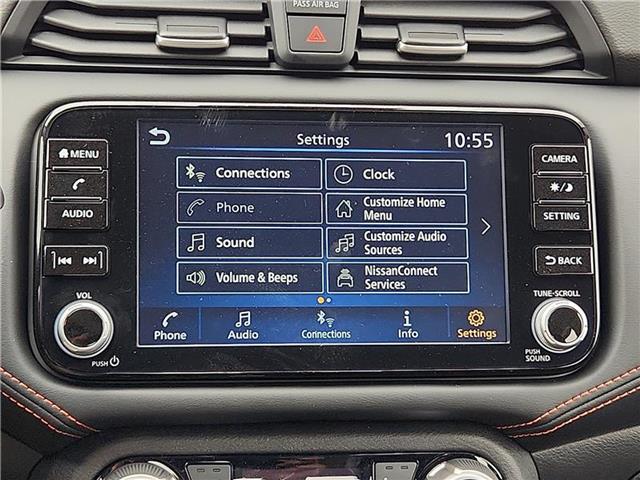 PASS AIR BAG
MENU
AUDIO
VOL
PUSH
Settings
10:55
Connections
Clock
Phone
Customize Home
Menu
Sound
Customize Audio
Sources
Volume & Beeps
NissanConnect
Services
Phone
Audio
Connections
Info
Settings
CAMERA
SETTING
BACK
TUNE-SCROLL
PUSH
SOUND